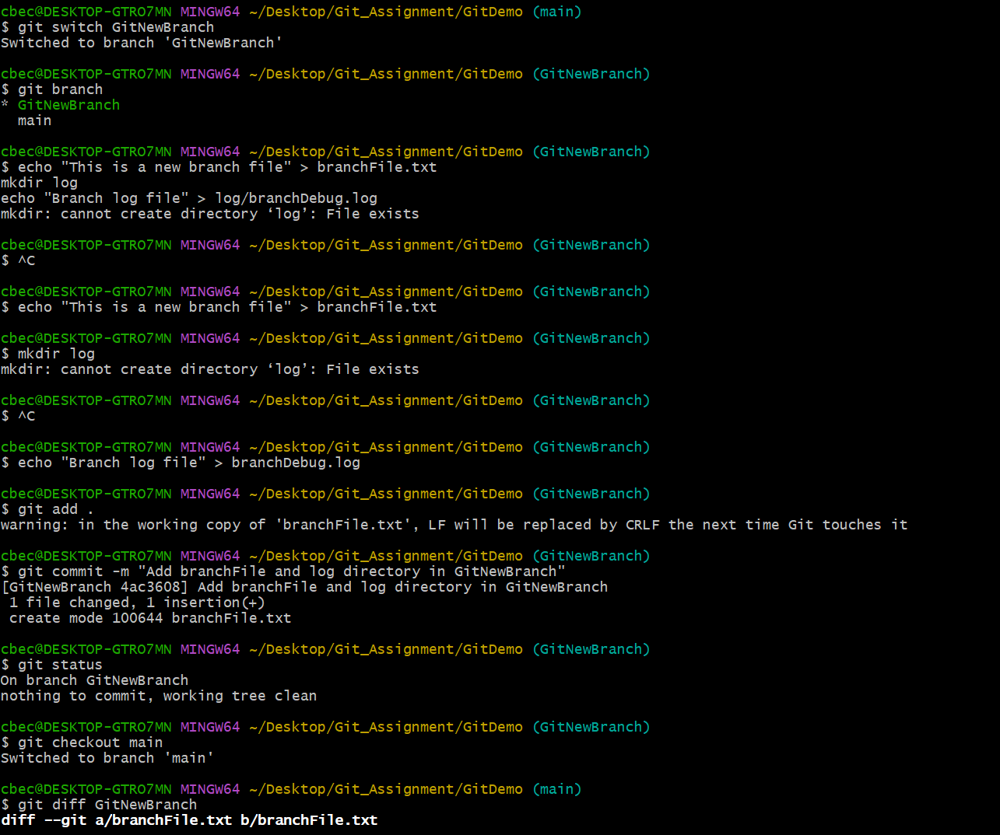 cbec@DESKTOP-GTRO7MN MINGW64 ~/Desktop/Git_Assignment/GitDemo (main)
$ git switch GitNewBranch
Switched to branch 'GitNewBranch'
cbec@DESKTOP-GTRO7MN MINGW64 ~/Desktop/Git_Assignment/GitDemo (GitNewBranch)
$ git branch
* GitNewBranch
  main
cbec@DESKTOP-GTRO7MN MINGW64 ~/Desktop/Git_Assignment/GitDemo (GitNewBranch)
$ echo "This is a new branch file" > branchFile.txt
mkdir log
echo "Branch log file" > log/branchDebug.log
mkdir: cannot create directory ‘log’: File exists
cbec@DESKTOP-GTRO7MN MINGW64 ~/Desktop/Git_Assignment/GitDemo (GitNewBranch)
$ ^C
cbec@DESKTOP-GTRO7MN MINGW64 ~/Desktop/Git_Assignment/GitDemo (GitNewBranch)
$ echo "This is a new branch file" > branchFile.txt
cbec@DESKTOP-GTRO7MN MINGW64 ~/Desktop/Git_Assignment/GitDemo (GitNewBranch)
$ mkdir log
mkdir: cannot create directory ‘log’: File exists
cbec@DESKTOP-GTRO7MN MINGW64 ~/Desktop/Git_Assignment/GitDemo (GitNewBranch)
$ ^C
cbec@DESKTOP-GTRO7MN MINGW64 ~/Desktop/Git_Assignment/GitDemo (GitNewBranch)
$ echo "Branch log file" > branchDebug.log
cbec@DESKTOP-GTRO7MN MINGW64 ~/Desktop/Git_Assignment/GitDemo (GitNewBranch)
$ git add .
warning: in the working copy of 'branchFile.txt', LF will be replaced by CRLF the next time Git touches it
cbec@DESKTOP-GTRO7MN MINGW64 ~/Desktop/Git_Assignment/GitDemo (GitNewBranch)
$ git commit -m "Add branchFile and log directory in GitNewBranch"
[GitNewBranch 4ac3608] Add branchFile and log directory in GitNewBranch
 1 file changed, 1 insertion(+)
 create mode 100644 branchFile.txt
cbec@DESKTOP-GTRO7MN MINGW64 ~/Desktop/Git_Assignment/GitDemo (GitNewBranch)
$ git status
On branch GitNewBranch
nothing to commit, working tree clean
cbec@DESKTOP-GTRO7MN MINGW64 ~/Desktop/Git_Assignment/GitDemo (GitNewBranch)
$ git checkout main
Switched to branch 'main'
cbec@DESKTOP-GTRO7MN MINGW64 ~/Desktop/Git_Assignment/GitDemo (main)
$ git diff GitNewBranch
diff --git a/branchFile.txt b/branchFile.txt